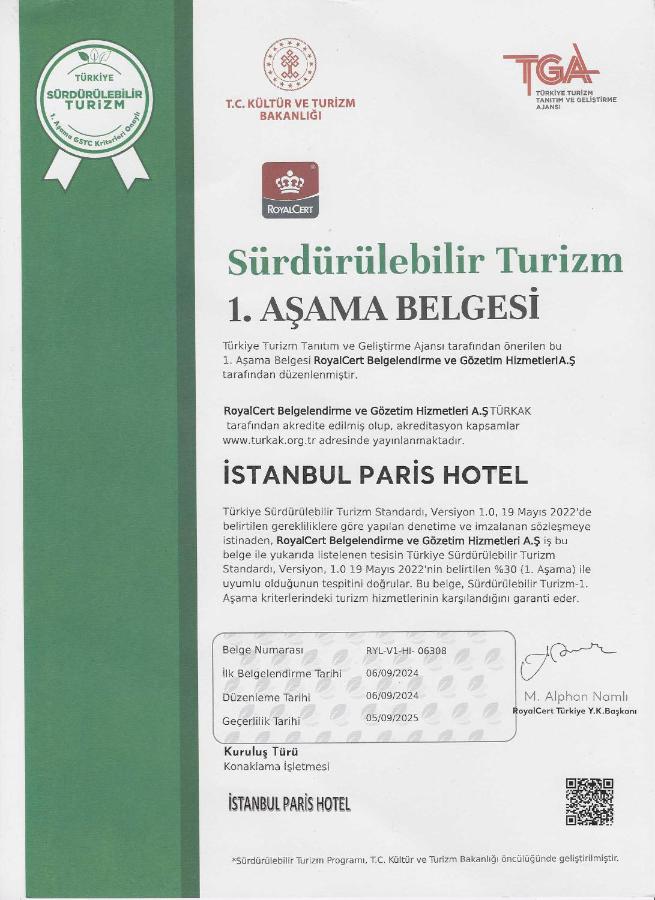 TÜRKİYE
SÜRDÜRÜLEBİLİR
TURİZM
1. Aşama GSTC Kriterleri Onaylı
T.C. KÜLTÜR VE TURİZM
BAKANLIĞI
TGA
TÜRKİYE TURİZM
TANITIM VE GELİŞTİRME
AJANSI
ROYALCERT
Sürdürülebilir Turizm
1. AŞAMA BELGESİ
Türkiye Turizm Tanıtım ve Geliştirme Ajansı tarafından önerilen bu
1. Aşama Belgesi RoyalCert Belgelendirme ve Gözetim HizmetleriA.Ş
tarafından düzenlenmiştir.
RoyalCert Belgelendirme ve Gözetim Hizmetleri A.Ş TÜRKAK
tarafından akredite edilmiş olup, akreditasyon kapsamlar
www.turkak.org.tr adresinde yayınlanmaktadır.
İSTANBUL PARİS HOTEL
Türkiye Sürdürülebilir Turizm Standardı, Versiyon 1.0, 19 Mayıs 2022'de
belirtilen gerekliliklere göre yapılan denetime ve imzalanan sözleşmeye
istinaden, RoyalCert Belgelendirme ve Gözetim Hizmetleri A.Ş iş bu
belge ile yukarıda listelenen tesisin Türkiye Sürdürülebilir Turizm
Standardı, Versiyon, 1.0 19 Mayıs 2022'nin belirtilen %30 (1. Aşama) ile
uyumlu olduğunun tespitini doğrular. Bu belge, Sürdürülebilir Turizm-1.
Aşama kriterlerindeki turizm hizmetlerinin karşılandığını garanti eder.
Belge Numarası RYL-V1-HI- 06308
İlk Belgelendirme Tarihi 06/09/2024
Düzenleme Tarihi 06/09/2024
Geçerlilik Tarihi 05/09/2025
M. Alphan Namlı
RoyalCert Türkiye Y.K.Başkanı
Kuruluş Türü
Konaklama İşletmesi
İSTANBUL PARİS HOTEL
*Sürdürülebilir Turizm Programı, T.C. Kültür ve Turizm Bakanlığı öncülüğünde geliştirilmiştir.